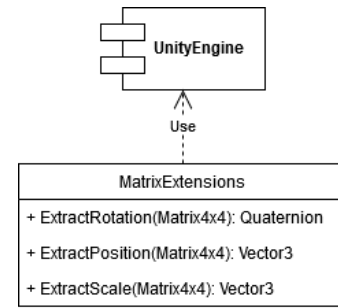 UnityEngine
Use
MatrixExtensions
+ ExtractRotation(Matrix4x4): Quaternion
+ ExtractPosition(Matrix4x4): Vector3
+ ExtractScale(Matrix4x4): Vector3